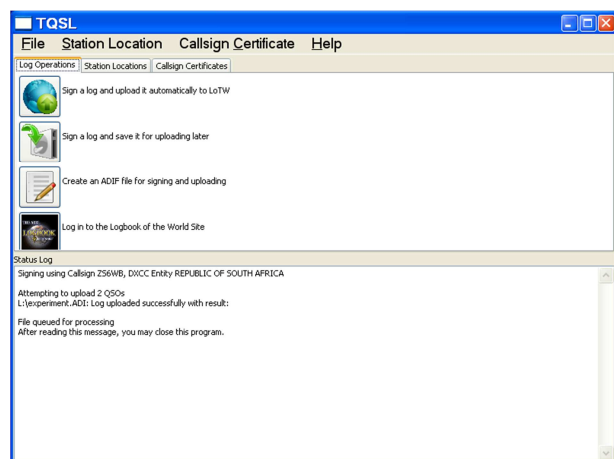 TQSL
File Station Location Callsign Certificate Help
Log Operations Station Locations Callsign Certificates
Sign a log and upload it automatically to LoTW
Sign a log and save it for uploading later
Create an ADIF file for signing and uploading
LOGBOOK
Log in to the Logbook of the World Site
Status Log
Signing using Callsign ZS6WB, DXCC Entity REPUBLIC OF SOUTH AFRICA
Attempting to upload 2 QSOs
L:\experiment.ADI: Log uploaded successfully with result:
File queued for processing
After reading this message, you may close this program.